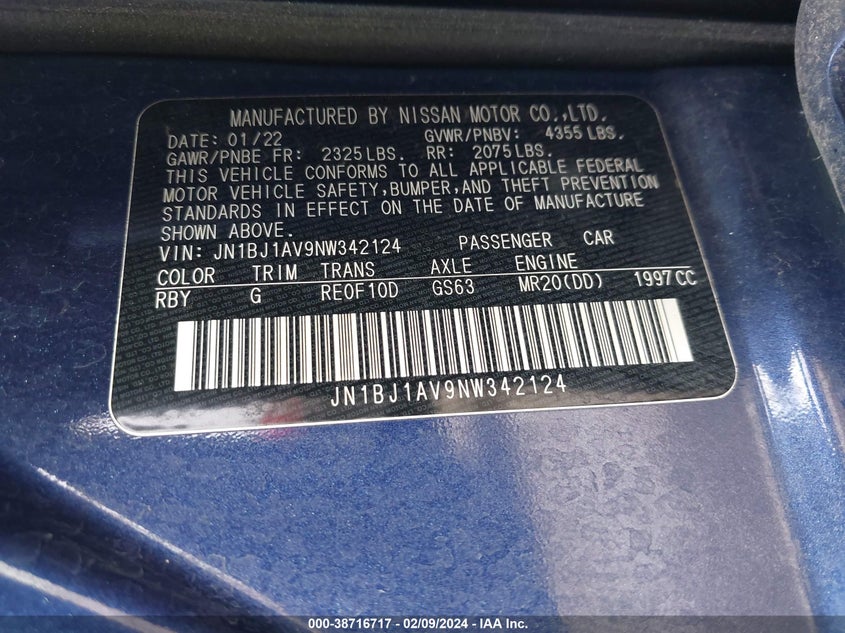 MANUFACTURED BY NISSAN MOTOR CO.,LTD.
DATE: 01/22 GVWR/PNBV: 4355 LBS.
GAWR/PNBE FR: 2325 LBS. RR: 2075 LBS.
THIS VEHICLE CONFORMS TO ALL APPLICABLE FEDERAL
MOTOR VEHICLE SAFETY,BUMPER,AND THEFT PREVENTION
STANDARDS IN EFFECT ON THE DATE OF MANUFACTURE
SHOWN ABOVE.
VIN: JN1BJ1AV9NW342124 PASSENGER CAR
COLOR TRIM TRANS AXLE ENGINE
RBY G RE0F10D GS63 MR20(DD) 1997 CC
JN1BJ1AV9NW342124
000-38716717 - 02/09/2024 - IAA Inc.